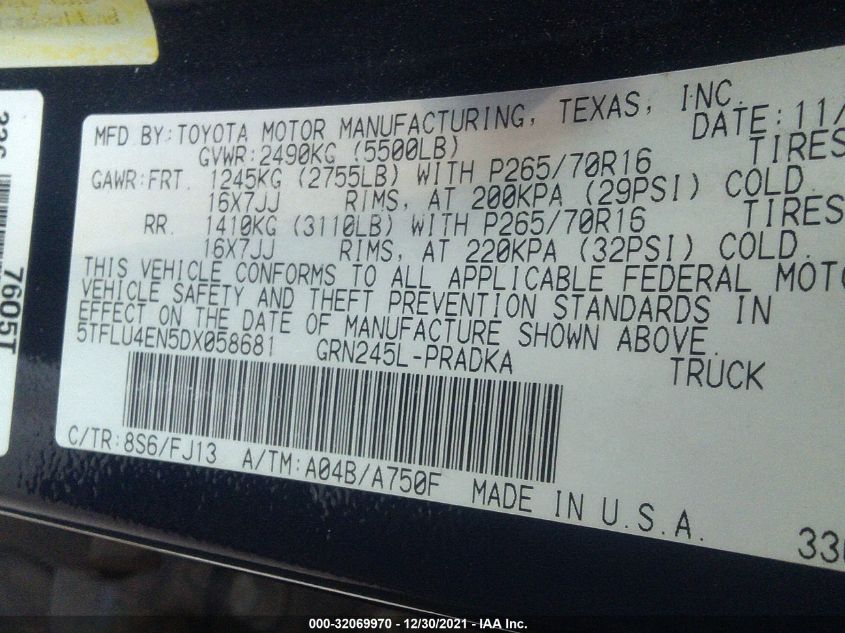 MFD BY: TOYOTA MOTOR MANUFACTURING, TEXAS, INC.
GVWR: 2490KG (5500LB) DATE: 11/
GAWR: FRT. 1245KG (2755LB) WITH P265/70R16 TIRES
16X7JJ RIMS, AT 200KPA (29PSI) COLD.
RR. 1410KG (3110LB) WITH P265/70R16 TIRES
16X7JJ RIMS, AT 220KPA (32PSI) COLD.
THIS VEHICLE CONFORMS TO ALL APPLICABLE FEDERAL MOTO
VEHICLE SAFETY AND THEFT PREVENTION STANDARDS IN
EFFECT ON THE DATE OF MANUFACTURE SHOWN ABOVE.
5TFLU4EN5DX058681 GRN245L-PRADKA TRUCK
C/TR: 8S6/FJ13 A/TM: A04B/A750F MADE IN U.S.A.
330
7605T
000-32069970 - 12/30/2021 - IAA Inc.